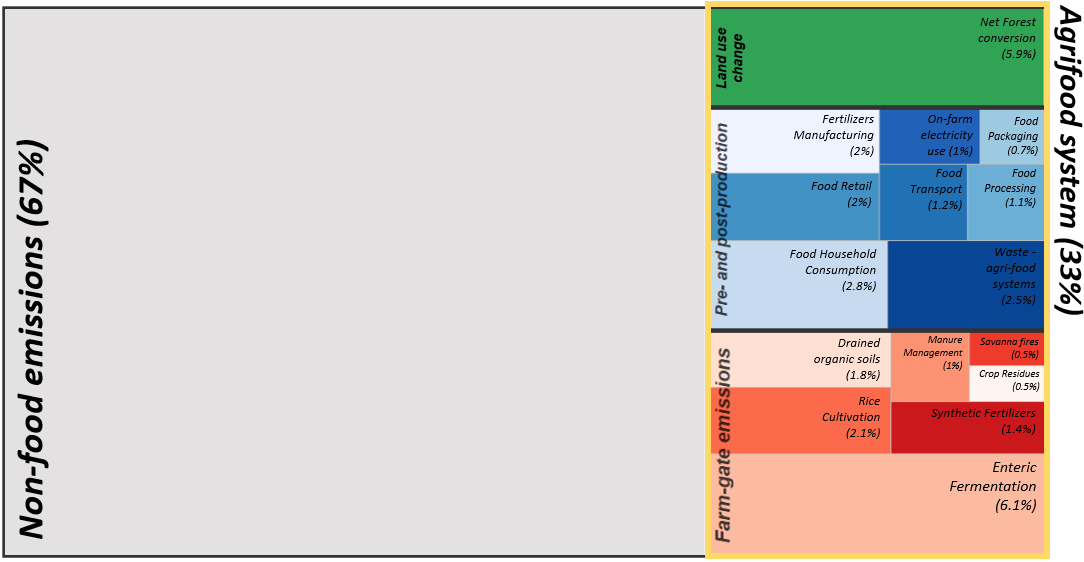 Non-food emissions (67%)
Agrifood system (33%)
Land use
change
Net Forest
conversion
(5.9%)
Pre- and post-production
Fertilizers
Manufacturing
(2%)
On-farm
electricity
use (1%)
Food
Packaging
(0.7%)
Food Retail
(2%)
Food
Transport
(1.2%)
Food
Processing
(1.1%)
Food Household
Consumption
(2.8%)
Waste -
agri-food
systems
(2.5%)
Farm-gate emissions
Drained
organic soils
(1.8%)
Manure
Management
(1%)
Savanna fires
(0.5%)
Crop Residues
(0.5%)
Rice
Cultivation
(2.1%)
Synthetic Fertilizers
(1.4%)
Enteric
Fermentation
(6.1%)